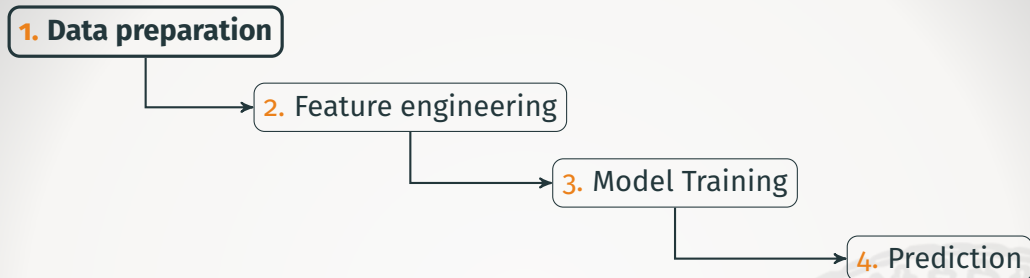 1. Data preparation
2. Feature engineering
3. Model Training
4. Prediction